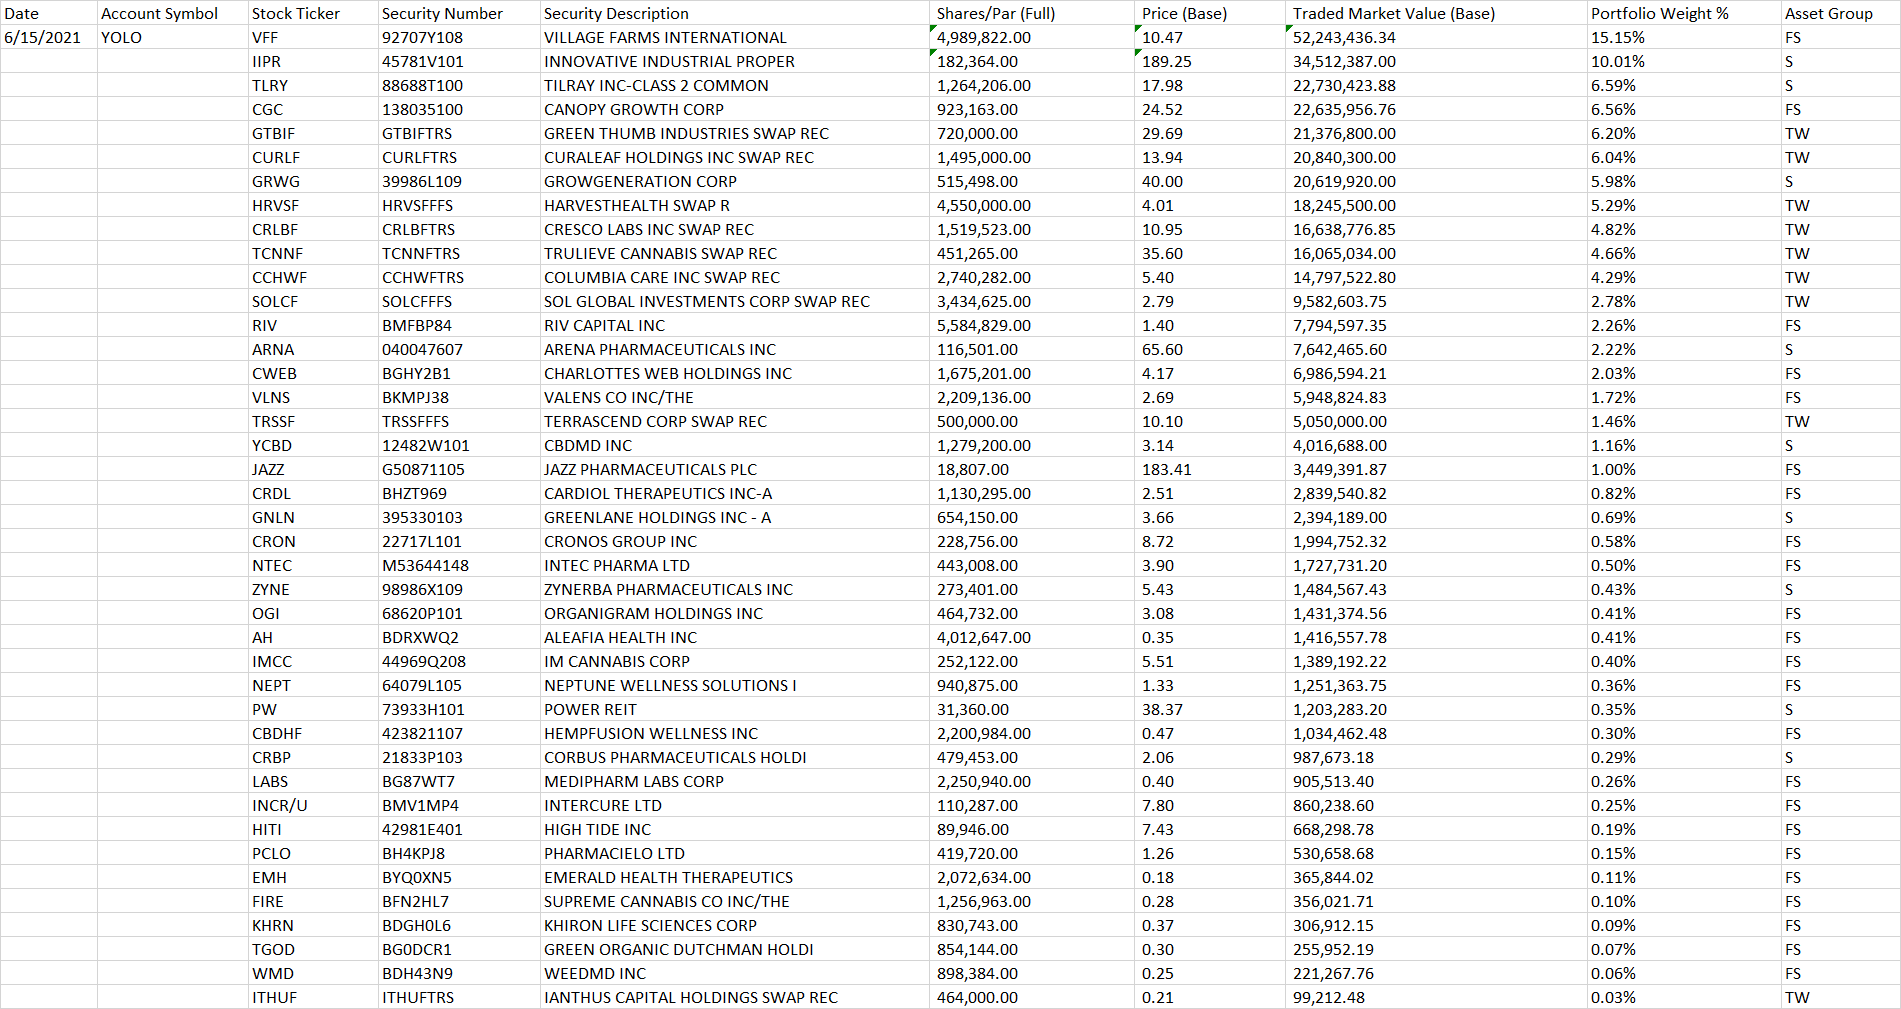 Date Account Symbol Stock Ticker Security Number Security Description Shares/Par (Full) Price (Base) Traded Market Value (Base) Portfolio Weight % Asset Group
6/15/2021 YOLO VFF 92707Y108 VILLAGE FARMS INTERNATIONAL 4,989,822.00 10.47 52,243,436.34 15.15% FS
IIPR 45781V101 INNOVATIVE INDUSTRIAL PROPER 182,364.00 189.25 34,512,387.00 10.01% S
TLRY 88688T100 TILRAY INC-CLASS 2 COMMON 1,264,206.00 17.98 22,730,423.88 6.59% S
CGC 138035100 CANOPY GROWTH CORP 923,163.00 24.52 22,635,956.76 6.56% FS
GTBIF GTBIFTRS GREEN THUMB INDUSTRIES SWAP REC 720,000.00 29.69 21,376,800.00 6.20% TW
CURLF CURLFTRS CURALEAF HOLDINGS INC SWAP REC 1,495,000.00 13.94 20,840,300.00 6.04% TW
GRWG 39986L109 GROWGENERATION CORP 515,498.00 40.00 20,619,920.00 5.98% S
HRVSF HRVSFFFS HARVESTHEALTH SWAP R 4,550,000.00 4.01 18,245,500.00 5.29% TW
CRLBF CRLBFTRS CRESCO LABS INC SWAP REC 1,519,523.00 10.95 16,638,776.85 4.82% TW
TCNNF TCNNFTRS TRULIEVE CANNABIS SWAP REC 451,265.00 35.60 16,065,034.00 4.66% TW
CCHWF CCHWFTRS COLUMBIA CARE INC SWAP REC 2,740,282.00 5.40 14,797,522.80 4.29% TW
SOLCF SOLCFFFS SOL GLOBAL INVESTMENTS CORP SWAP REC 3,434,625.00 2.79 9,582,603.75 2.78% TW
RIV BMFBP84 RIV CAPITAL INC 5,584,829.00 1.40 7,794,597.35 2.26% FS
ARNA 040047607 ARENA PHARMACEUTICALS INC 116,501.00 65.60 7,642,465.60 2.22% S
CWEB BGHY2B1 CHARLOTTES WEB HOLDINGS INC 1,675,201.00 4.17 6,986,594.21 2.03% FS
VLNS BKMPJ38 VALENS CO INC/THE 2,209,136.00 2.69 5,948,824.83 1.72% FS
TRSSF TRSSFFFS TERRASCEND CORP SWAP REC 500,000.00 10.10 5,050,000.00 1.46% TW
YCBD 12482W101 CBDMD INC 1,279,200.00 3.14 4,016,688.00 1.16% S
JAZZ G50871105 JAZZ PHARMACEUTICALS PLC 18,807.00 183.41 3,449,391.87 1.00% FS
CRDL BHZT969 CARDIOL THERAPEUTICS INC-A 1,130,295.00 2.51 2,839,540.82 0.82% FS
GNLN 395330103 GREENLANE HOLDINGS INC - A 654,150.00 3.66 2,394,189.00 0.69% S
CRON 22717L101 CRONOS GROUP INC 228,756.00 8.72 1,994,752.32 0.58% FS
NTEC M53644148 INTEC PHARMA LTD 443,008.00 3.90 1,727,731.20 0.50% FS
ZYNE 98986X109 ZYNERBA PHARMACEUTICALS INC 273,401.00 5.43 1,484,567.43 0.43% S
OGI 68620P101 ORGANIGRAM HOLDINGS INC 464,732.00 3.08 1,431,374.56 0.41% FS
AH BDRXWQ2 ALEAFIA HEALTH INC 4,012,647.00 0.35 1,416,557.78 0.41% FS
IMCC 44969Q208 IM CANNABIS CORP 252,122.00 5.51 1,389,192.22 0.40% FS
NEPT 64079L105 NEPTUNE WELLNESS SOLUTIONS I 940,875.00 1.33 1,251,363.75 0.36% FS
PW 73933H101 POWER REIT 31,360.00 38.37 1,203,283.20 0.35% S
CBDHF 423821107 HEMPFUSION WELLNESS INC 2,200,984.00 0.47 1,034,462.48 0.30% FS
CRBP 21833P103 CORBUS PHARMACEUTICALS HOLDI 479,453.00 2.06 987,673.18 0.29% S
LABS BG87WT7 MEDIPHARM LABS CORP 2,250,940.00 0.40 905,513.40 0.26% FS
INCR/U BMV1MP4 INTERCURE LTD 110,287.00 7.80 860,238.60 0.25% FS
HITI 42981E401 HIGH TIDE INC 89,946.00 7.43 668,298.78 0.19% FS
PCLO BH4KPJ8 PHARMACIELO LTD 419,720.00 1.26 530,658.68 0.15% FS
EMH BYQ0XN5 EMERALD HEALTH THERAPEUTICS 2,072,634.00 0.18 365,844.02 0.11% FS
FIRE BFN2HL7 SUPREME CANNABIS CO INC/THE 1,256,963.00 0.28 356,021.71 0.10% FS
KHRN BDGH0L6 KHIRON LIFE SCIENCES CORP 830,743.00 0.37 306,912.15 0.09% FS
TGOD BG0DCR1 GREEN ORGANIC DUTCHMAN HOLDI 854,144.00 0.30 255,952.19 0.07% FS
WMD BDH43N9 WEEDMD INC 898,384.00 0.25 221,267.76 0.06% FS
ITHUF ITHUFTRS IANTHUS CAPITAL HOLDINGS SWAP REC 464,000.00 0.21 99,212.48 0.03% TW